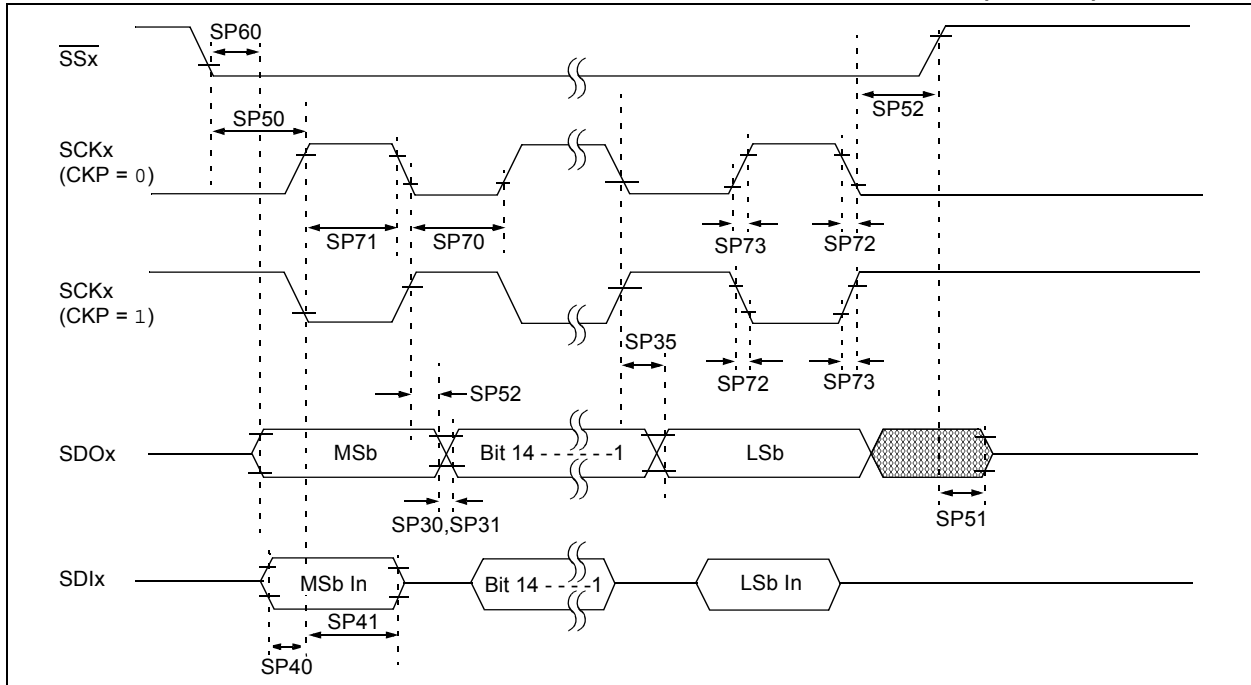 SP60
SSx
SP52
SP50
SCKx
(CKP = 0)
SP71
SP70
SP73
SP72
SCKx
(CKP = 1)
SP35
SP72
SP73
SP52
SDOx
MSb
Bit 14 - - - - - -1
LSb
SP30,SP31
SP51
SDIx
MSb In
Bit 14 - - - -1
LSb In
SP41
SP40